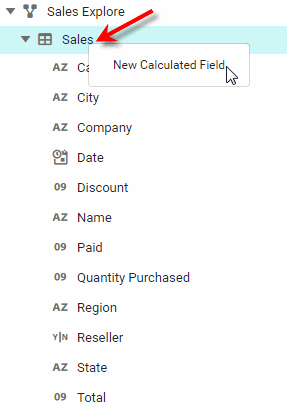 Sales Explore
Sales
New Calculated Field
AZ
AZ City
AZ Company
Date
09 Discount
AZ Name
09 Paid
09 Quantity Purchased
AZ Region
Y|N Reseller
AZ State
09 Total